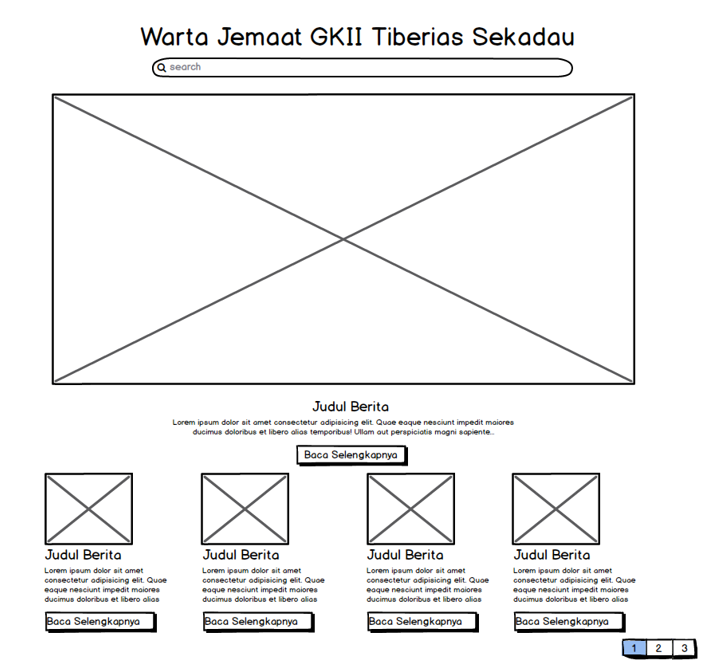 Warta Jemaat GKII Tiberias Sekadau
search
Judul Berita
Lorem ipsum dolor sit amet consectetur adipisicing elit. Quae eaque nesciunt impedit maiores
ducimus doloribus et libero alias temporibus! Ullam aut perspiciatis magni sapiente..
Baca Selengkapnya
Judul Berita
Lorem ipsum dolor sit amet
consectetur adipisicing elit. Quae
eaque nesciunt impedit maiores
ducimus doloribus et libero alias
Baca Selengkapnya
Judul Berita
Lorem ipsum dolor sit amet
consectetur adipisicing elit. Quae
eaque nesciunt impedit maiores
ducimus doloribus et libero alias
Baca Selengkapnya
Judul Berita
Lorem ipsum dolor sit amet
consectetur adipisicing elit. Quae
eaque nesciunt impedit maiores
ducimus doloribus et libero alias
Baca Selengkapnya
Judul Berita
Lorem ipsum dolor sit amet
consectetur adipisicing elit. Quae
eaque nesciunt impedit maiores
ducimus doloribus et libero alias
Baca Selengkapnya
1 2 3